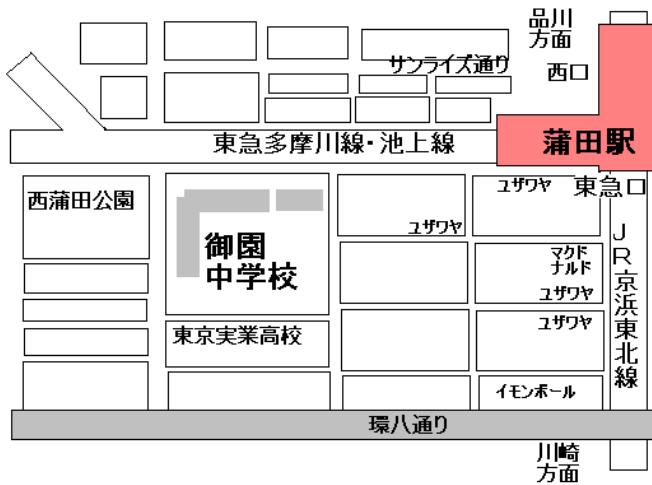 品川
方面
サンライズ通り
西口
東急多摩川線・池上線
蒲田駅
西蒲田公園
ユザワヤ
東急口
ユザワヤ
御園
中学校
JR京浜東北線
マクド
ナルド
ユザワヤ
ユザワヤ
東京実業高校
イモンボール
環八通り
川崎
方面